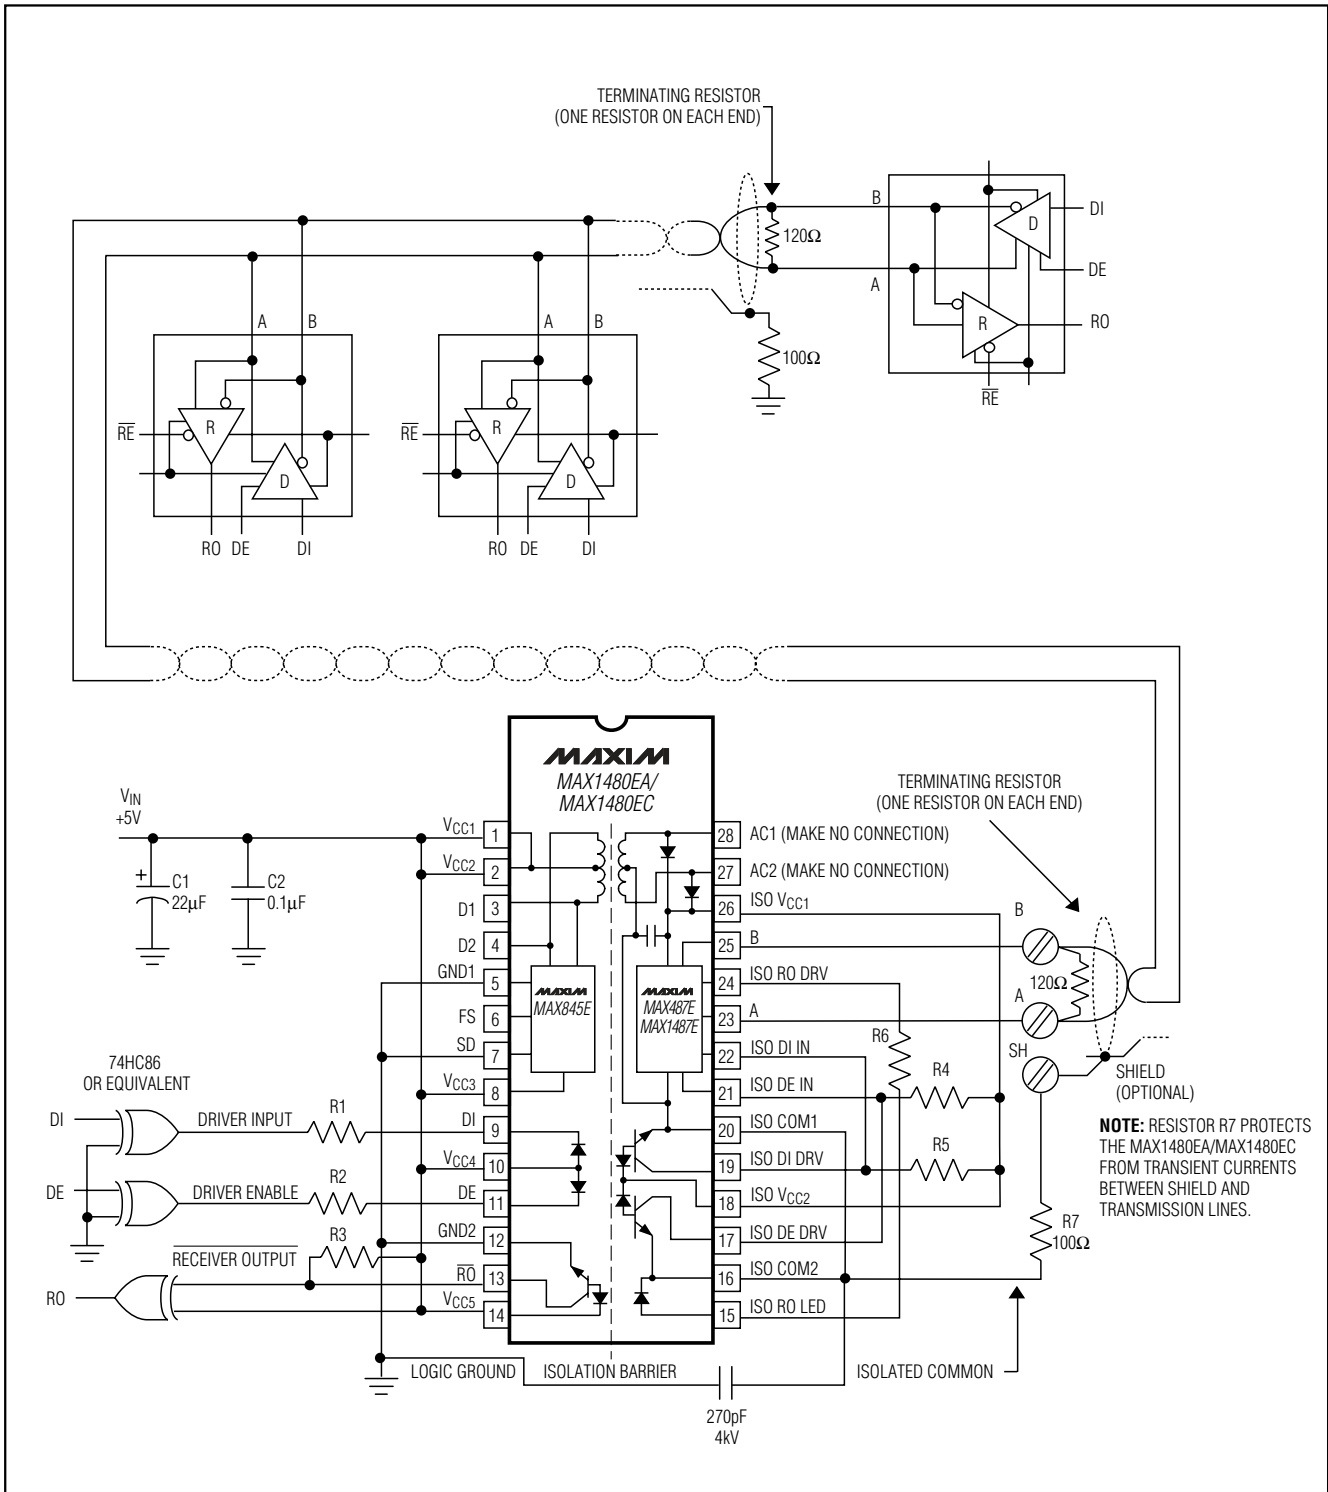 TERMINATING RESISTOR
(ONE RESISTOR ON EACH END)
B
120Ω
A
D
DI
DE
R
RO
RE
100Ω
A
B
A
B
RE
R
D
RO
DE
DI
RE
R
D
RO
DE
DI
MAXIM
MAX1480EA/
MAX1480EC
TERMINATING RESISTOR
(ONE RESISTOR ON EACH END)
VIN
+5V
+
C1
22µF
C2
0.1µF
VCC1
1
VCC2
2
D1
3
D2
4
GND1
5
FS
6
SD
7
VCC3
8
DI
9
VCC4
10
DE
11
GND2
12
RO
13
VCC5
14
MAXIM
MAX845E
MAXIM
MAX487E
MAX1487E
28
AC1 (MAKE NO CONNECTION)
27
AC2 (MAKE NO CONNECTION)
26
ISO VCC1
25
B
24
ISO RO DRV
23
A
22
ISO DI IN
21
ISO DE IN
20
ISO COM1
19
ISO DI DRV
18
ISO VCC2
17
ISO DE DRV
16
ISO COM2
15
ISO RO LED
R6
R4
R5
B
120Ω
A
SH
SHIELD
(OPTIONAL)
NOTE: RESISTOR R7 PROTECTS
THE MAX1480EA/MAX1480EC
FROM TRANSIENT CURRENTS
BETWEEN SHIELD AND
TRANSMISSION LINES.
R7
100Ω
74HC86
OR EQUIVALENT
DI
DRIVER INPUT
R1
DE
DRIVER ENABLE
R2
R3
RECEIVER OUTPUT
RO
LOGIC GROUND
ISOLATION BARRIER
ISOLATED COMMON
270pF
4kV